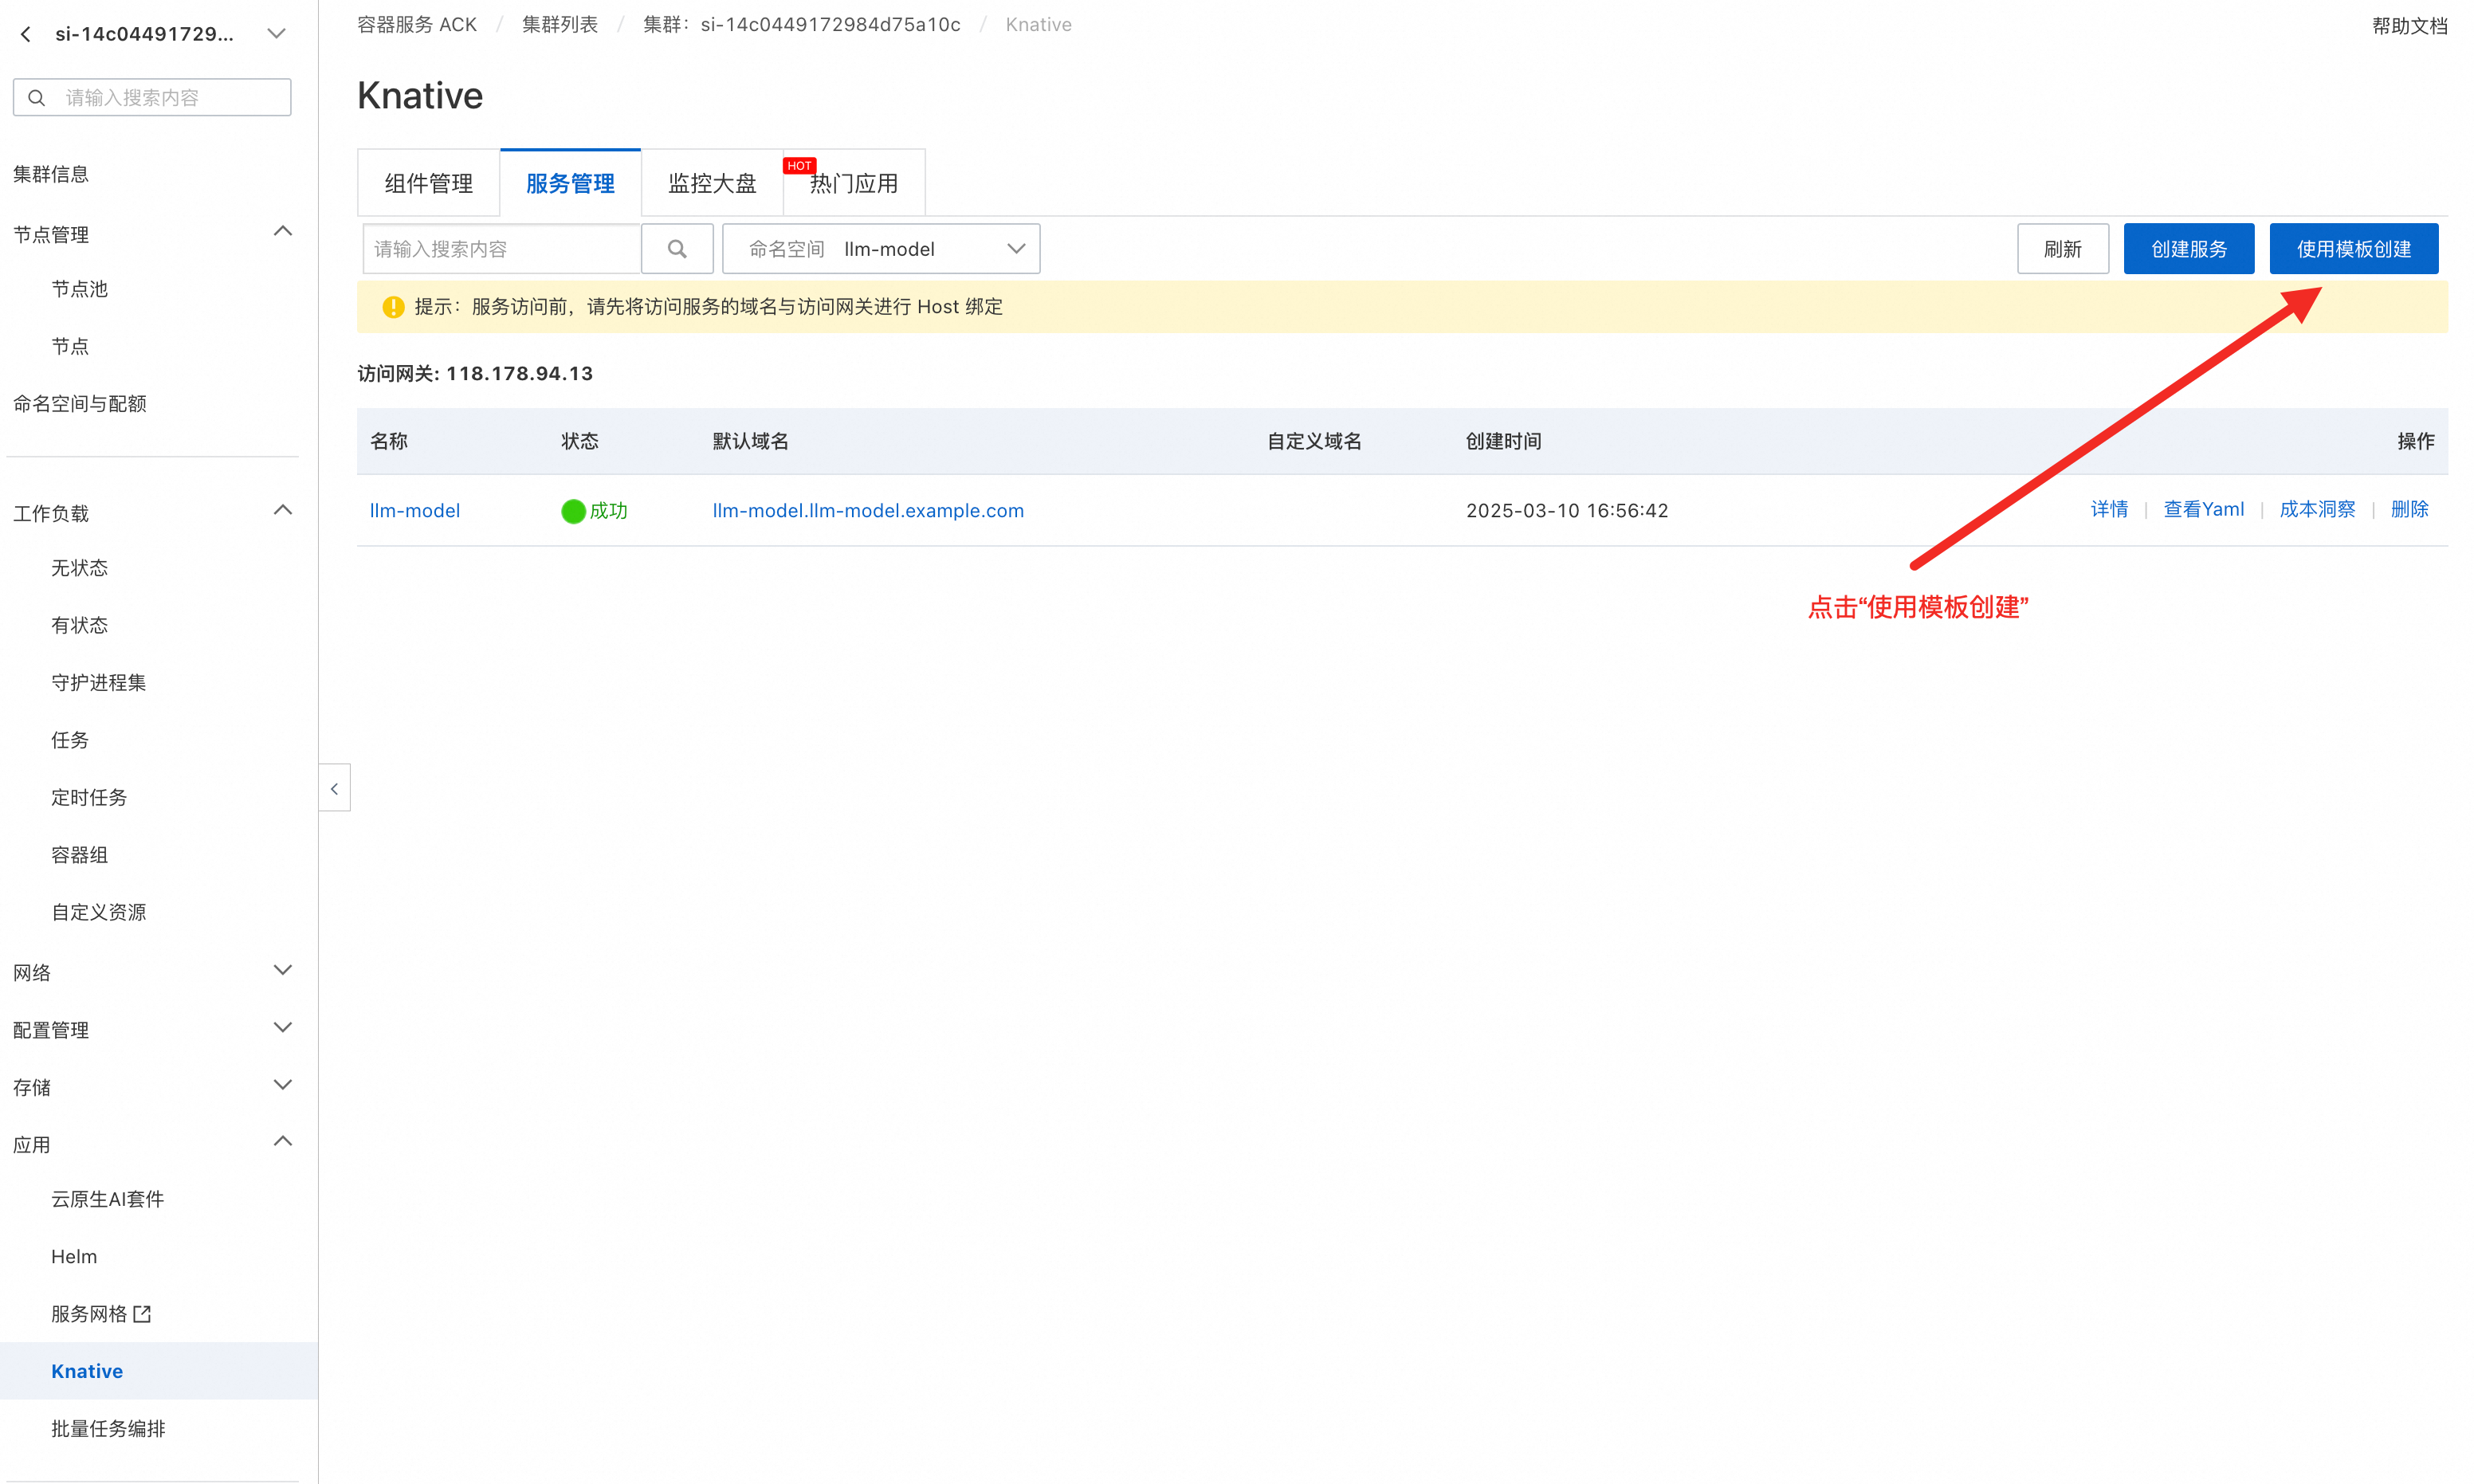 si-14c04491729...
请输入搜索内容
集群信息
节点管理
节点池
节点
命名空间与配额
工作负载
无状态
有状态
守护进程集
任务
定时任务
容器组
自定义资源
网络
配置管理
存储
应用
云原生AI套件
Helm
服务网格
Knative
批量任务编排
容器服务 ACK / 集群列表 / 集群：si-14c0449172984d75a10c / Knative
帮助文档
Knative
组件管理 服务管理 监控大盘 HOT 热门应用
请输入搜索内容 命名空间 llm-model 刷新 创建服务 使用模板创建
提示：服务访问前，请先将访问服务的域名与访问网关进行 Host 绑定
访问网关: 118.178.94.13
名称 状态 默认域名 自定义域名 创建时间 操作
llm-model 成功 llm-model.llm-model.example.com 2025-03-10 16:56:42 详情 | 查看Yaml | 成本洞察 | 删除
点击“使用模板创建”